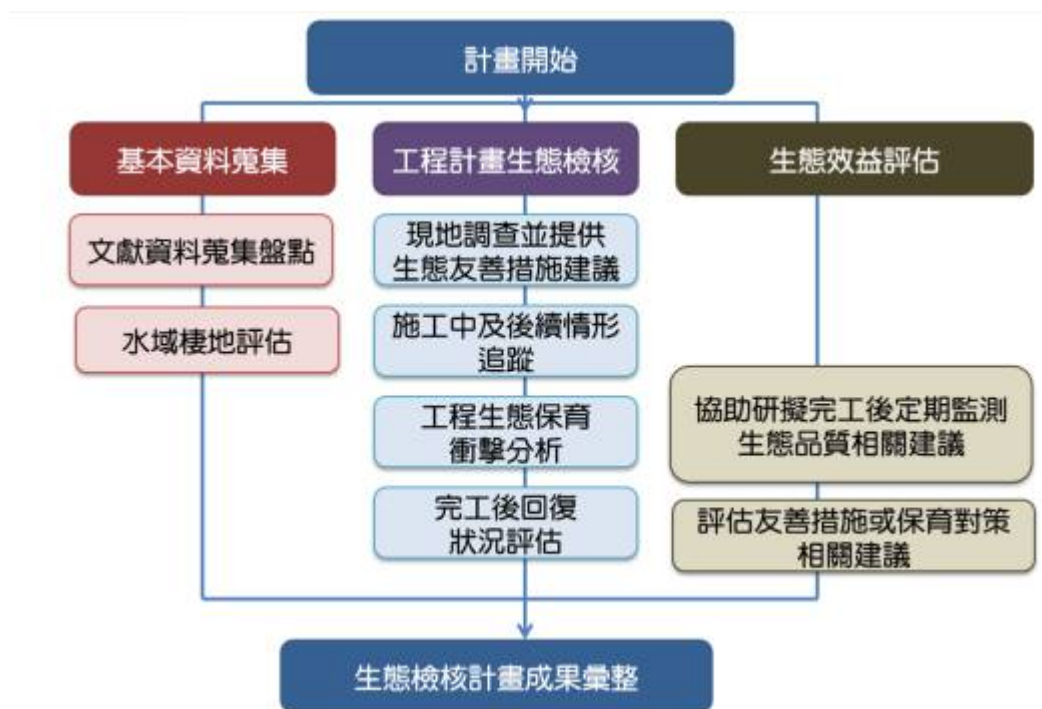 計畫開始
基本資料蒐集
文獻資料蒐集盤點
水域棲地評估
工程計畫生態檢核
現地調查並提供
生態友善措施建議
施工中及後續情形
追蹤
工程生態保育
衝擊分析
完工後回復
狀況評估
生態效益評估
協助研擬完工後定期監測
生態品質相關建議
評估友善措施或保育對策
相關建議
生態檢核計畫成果彙整